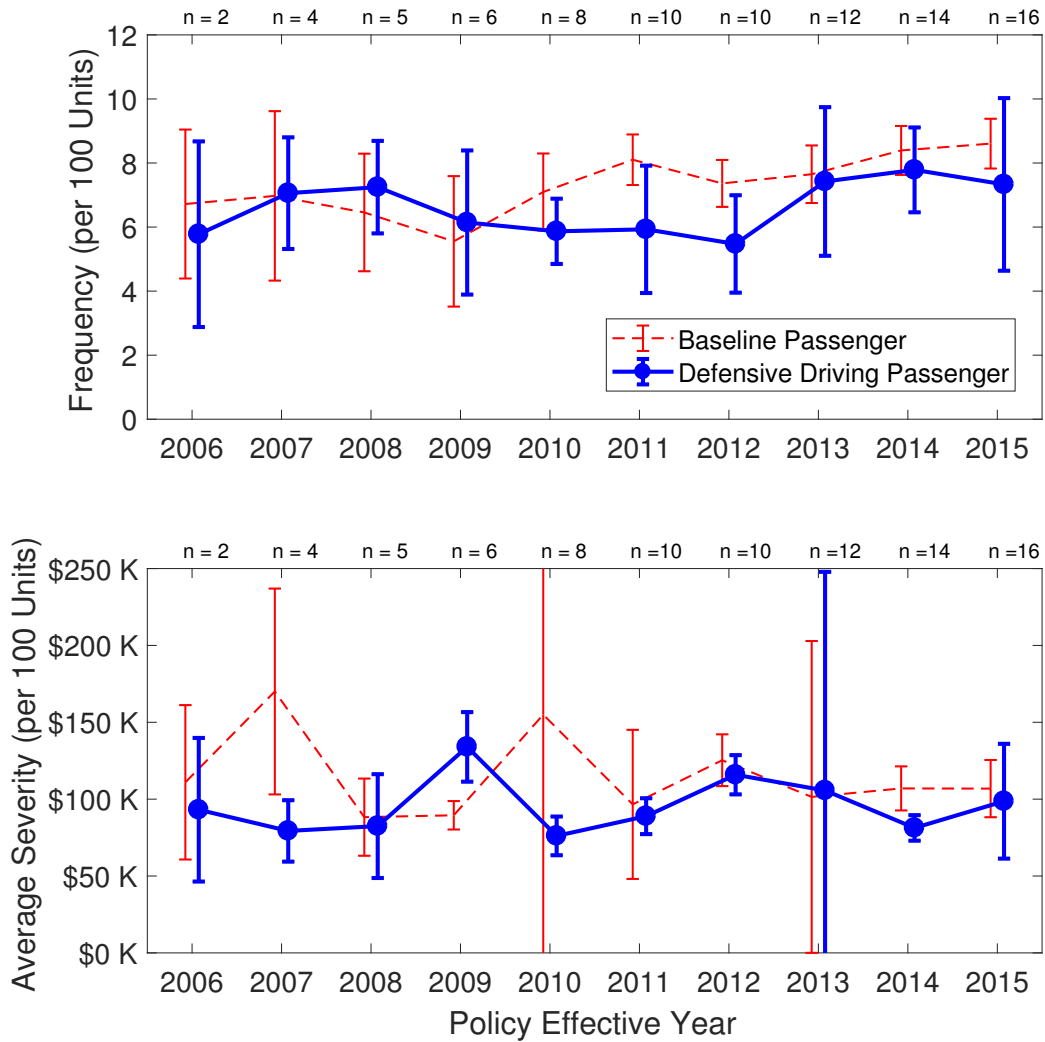 n = 2 n = 4 n = 5 n = 6 n = 8 n =10 n =10 n =12 n =14 n =16
12
10
8
6
4
2
0
Frequency (per 100 Units)
Baseline Passenger
Defensive Driving Passenger
2006 2007 2008 2009 2010 2011 2012 2013 2014 2015
n = 2 n = 4 n = 5 n = 6 n = 8 n =10 n =10 n =12 n =14 n =16
$250 K
$200 K
$150 K
$100 K
$50 K
$0 K
Average Severity (per 100 Units)
2006 2007 2008 2009 2010 2011 2012 2013 2014 2015
Policy Effective Year